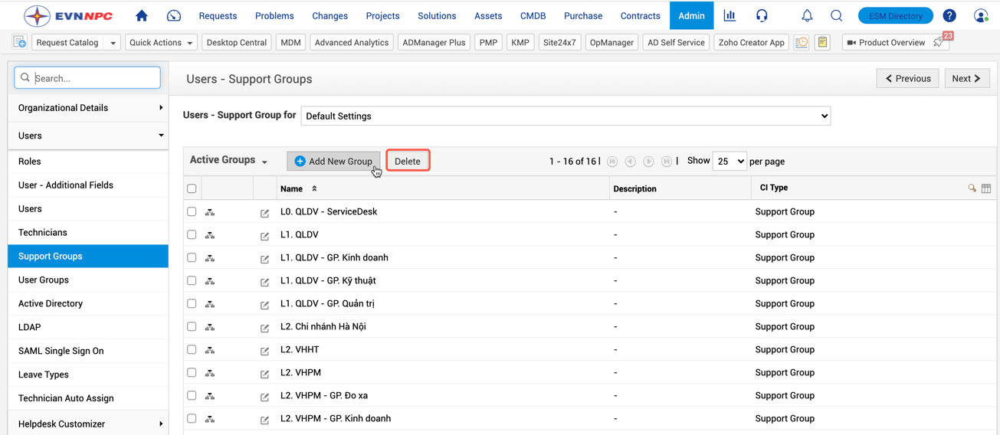 EVNNPC Requests Problems Changes Projects Solutions Assets CMDB Purchase Contracts Admin ESM Directory ?
Request Catalog Quick Actions Desktop Central MDM Advanced Analytics ADManager Plus PMP KMP Site24x7 OpManager AD Self Service Zoho Creator App Product Overview 23
Search...
Organizational Details
Users
Roles
User - Additional Fields
Users
Technicians
Support Groups
User Groups
Active Directory
LDAP
SAML Single Sign On
Leave Types
Technician Auto Assign
Helpdesk Customizer
Users - Support Groups Previous Next
Users - Support Group for Default Settings
Active Groups Add New Group Delete 1 - 16 of 16 | | Show 25 per page
Name Description CI Type
L0. QLDV - ServiceDesk - Support Group
L1. QLDV - Support Group
L1. QLDV - GP. Kinh doanh - Support Group
L1. QLDV - GP. Kỹ thuật - Support Group
L1. QLDV - GP. Quản trị - Support Group
L2. Chi nhánh Hà Nội - Support Group
L2. VHHT - Support Group
L2. VHPM - Support Group
L2. VHPM - GP. Đo xa - Support Group
L2. VHPM - GP. Kinh doanh - Support Group